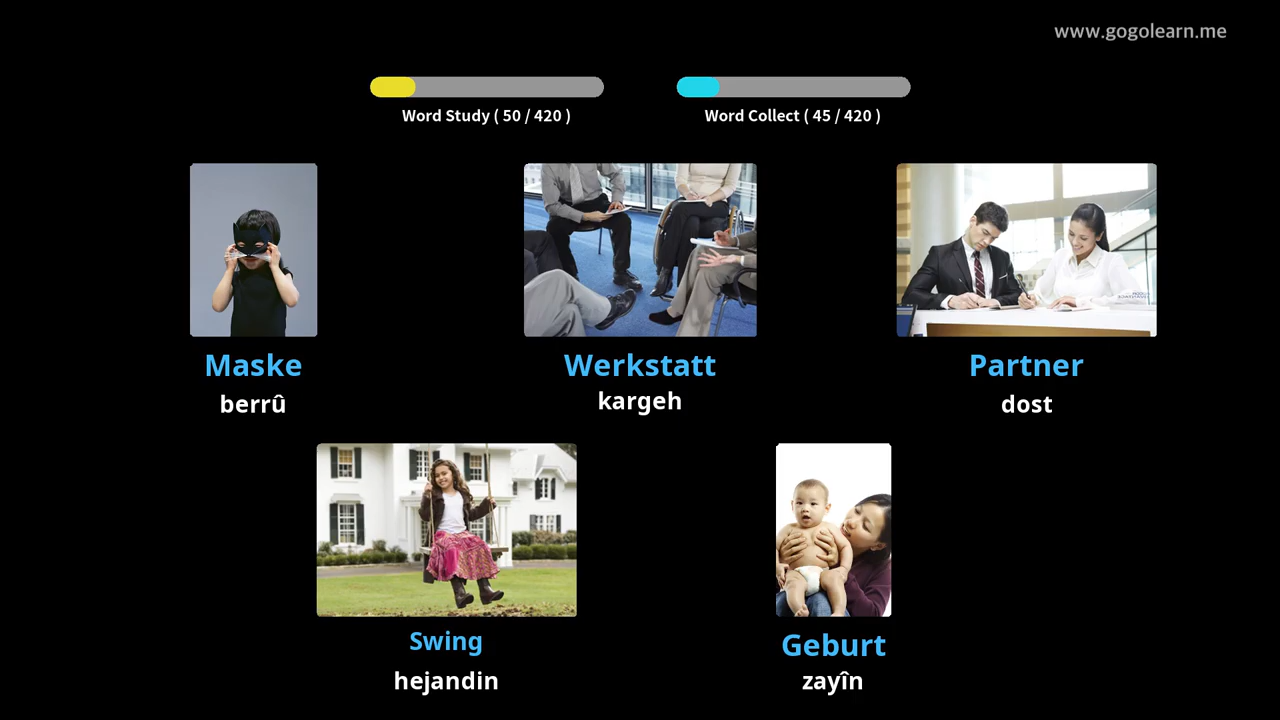 www.gogolearn.me
Word Study ( 50 / 420 )
Word Collect ( 45 / 420 )
Maske
berrû
Werkstatt
kargeh
Partner
dost
Swing
hejandin
Geburt
zayîn